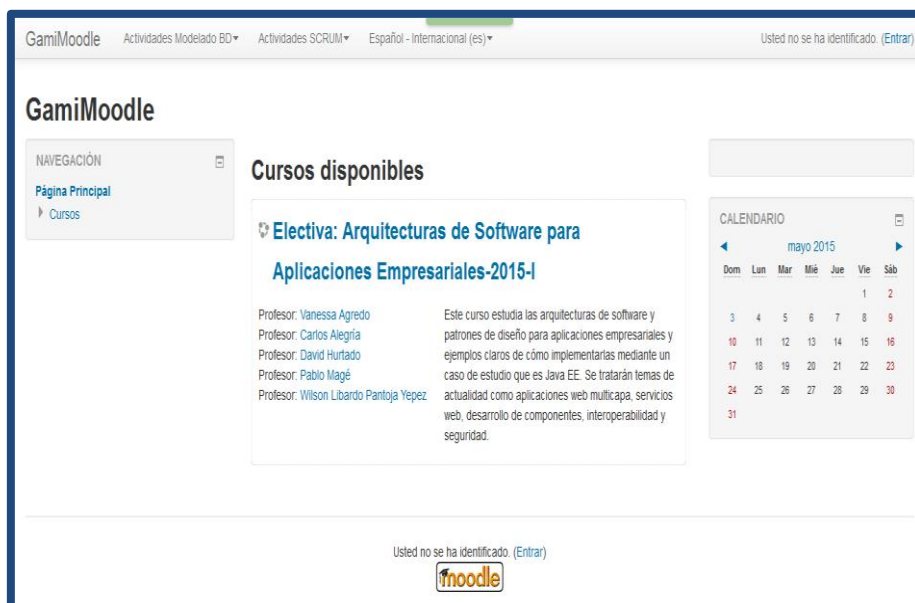 GamiMoodle Actividades Modelado BD▾ Actividades SCRUM▾ Español - Internacional (es)▾ Usted no se ha identificado. (Entrar)
GamiMoodle
NAVEGACIÓN
Página Principal
Cursos
Cursos disponibles
Electiva: Arquitecturas de Software para
Aplicaciones Empresariales-2015-I
Profesor: Vanessa Agredo
Profesor: Carlos Alegría
Profesor: David Hurtado
Profesor: Pablo Magé
Profesor: Wilson Libardo Pantoja Yepez
Este curso estudia las arquitecturas de software y
patrones de diseño para aplicaciones empresariales y
ejemplos claros de cómo implementarlas mediante un
caso de estudio que es Java EE. Se tratarán temas de
actualidad como aplicaciones web multicapa, servicios
web, desarrollo de componentes, interoperabilidad y
seguridad.
CALENDARIO
◀ mayo 2015 ▶
Dom Lun Mar Mié Jue Vie Sáb
1 2
3 4 5 6 7 8 9
10 11 12 13 14 15 16
17 18 19 20 21 22 23
24 25 26 27 28 29 30
31
Usted no se ha identificado. (Entrar)
moodle